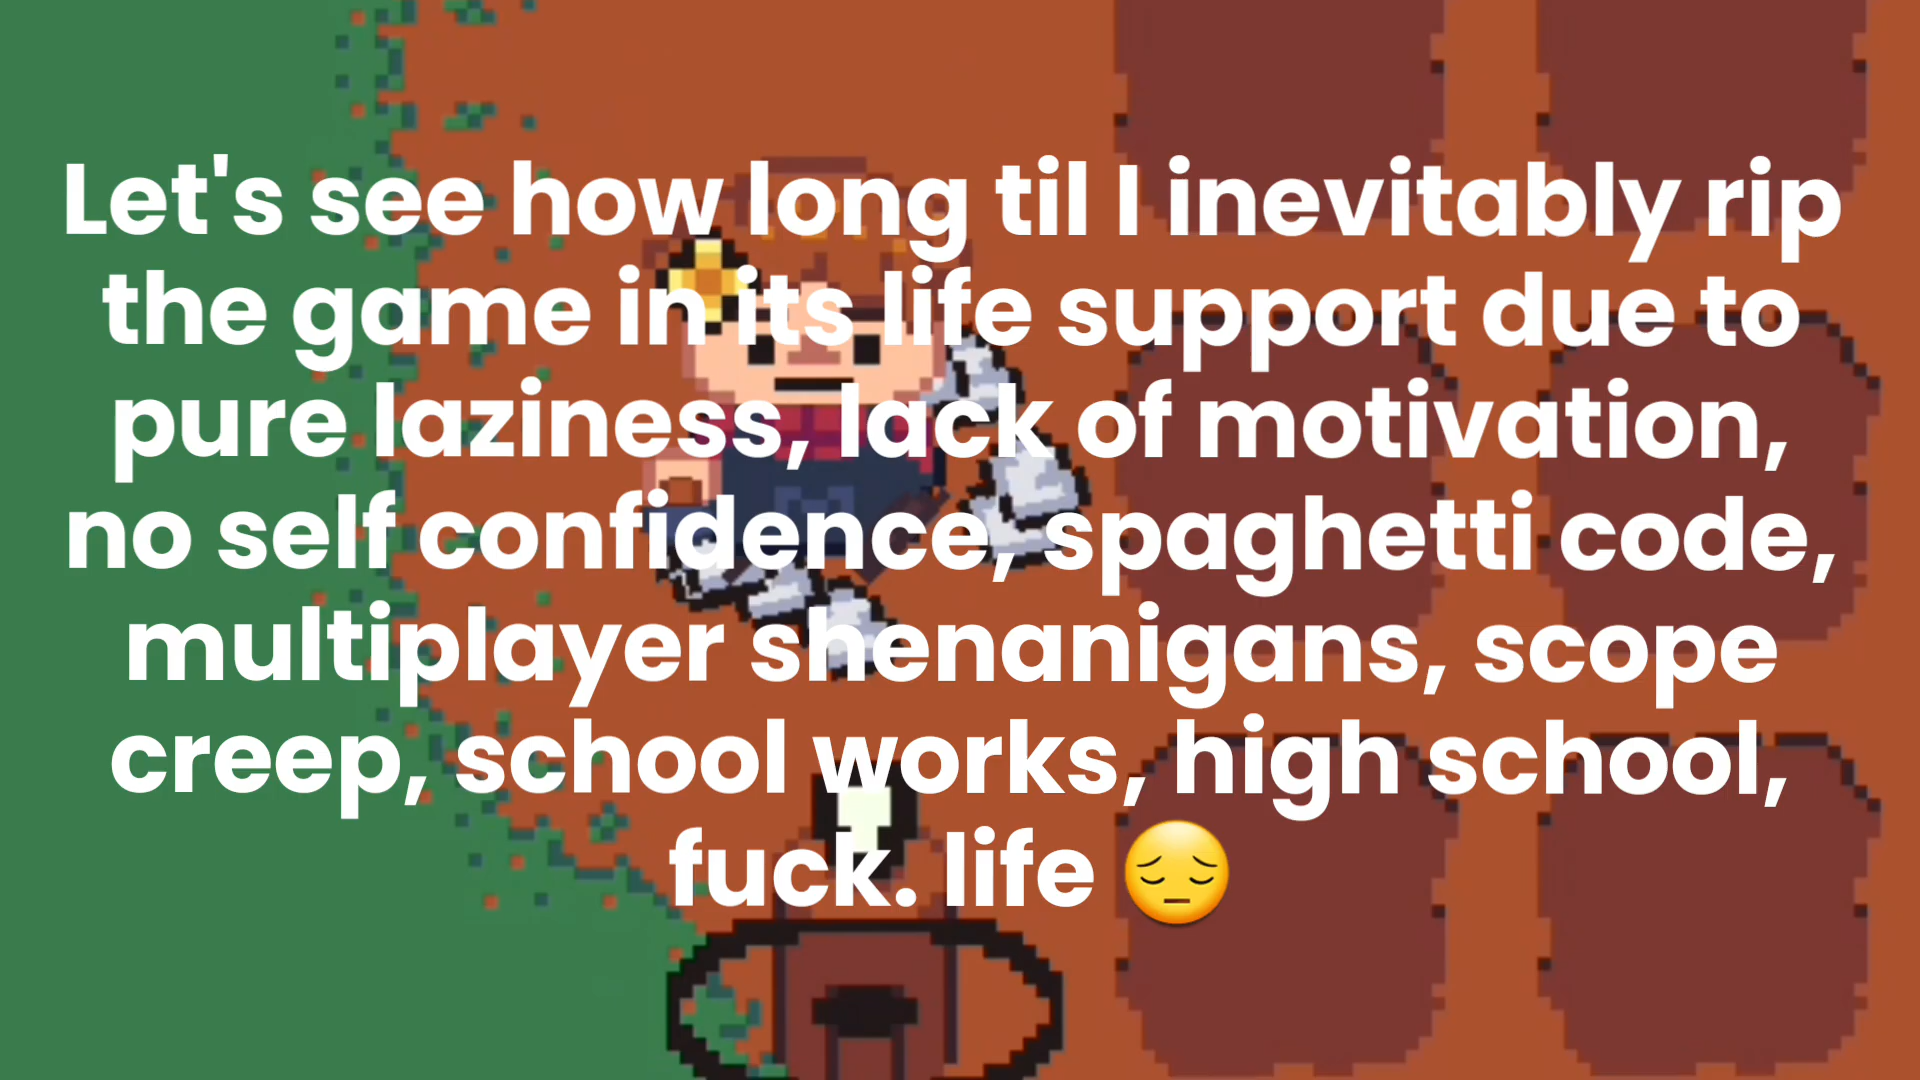 Let's see how long til I inevitably rip
the game in its life support due to
pure laziness, lack of motivation,
no self confidence, spaghetti code,
multiplayer shenanigans, scope
creep, school works, high school,
fuck. life 😔